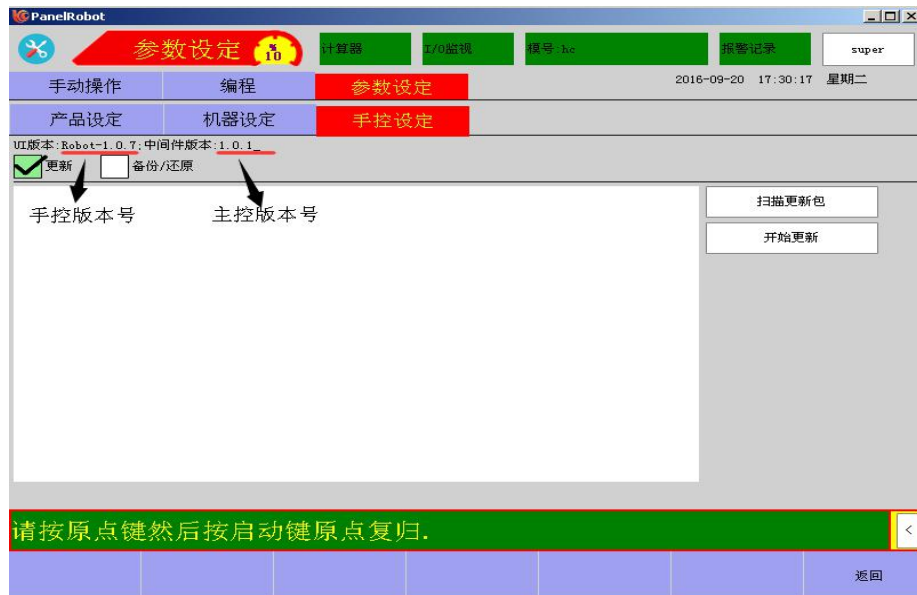 PanelRobot
参数设定 % 10 计算器 I/O监视 模号:hc 报警记录 super
手动操作 编程 参数设定 2016-09-20 17:30:17 星期二
产品设定 机器设定 手控设定
UI版本:Robot-1.0.7;中间件版本:1.0.1_
更新 备份/还原
手控版本号 主控版本号
扫描更新包
开始更新
请按原点键然后按启动键原点复归.
<
返回